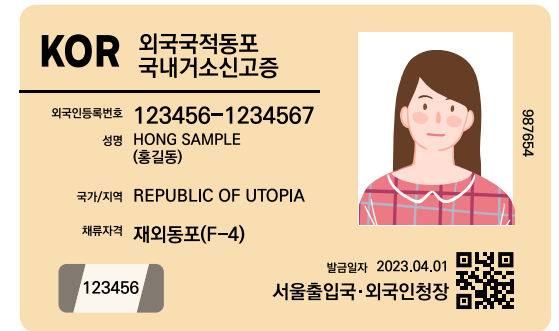 KOR
외국국적동포
국내거소신고증
외국인등록번호 123456-1234567
성명 HONG SAMPLE
(홍길동)
국가/지역 REPUBLIC OF UTOPIA
채류자격 재외동포(F-4)
987654
123456
발금일자 2023.04.01
서울출입국·외국인청장